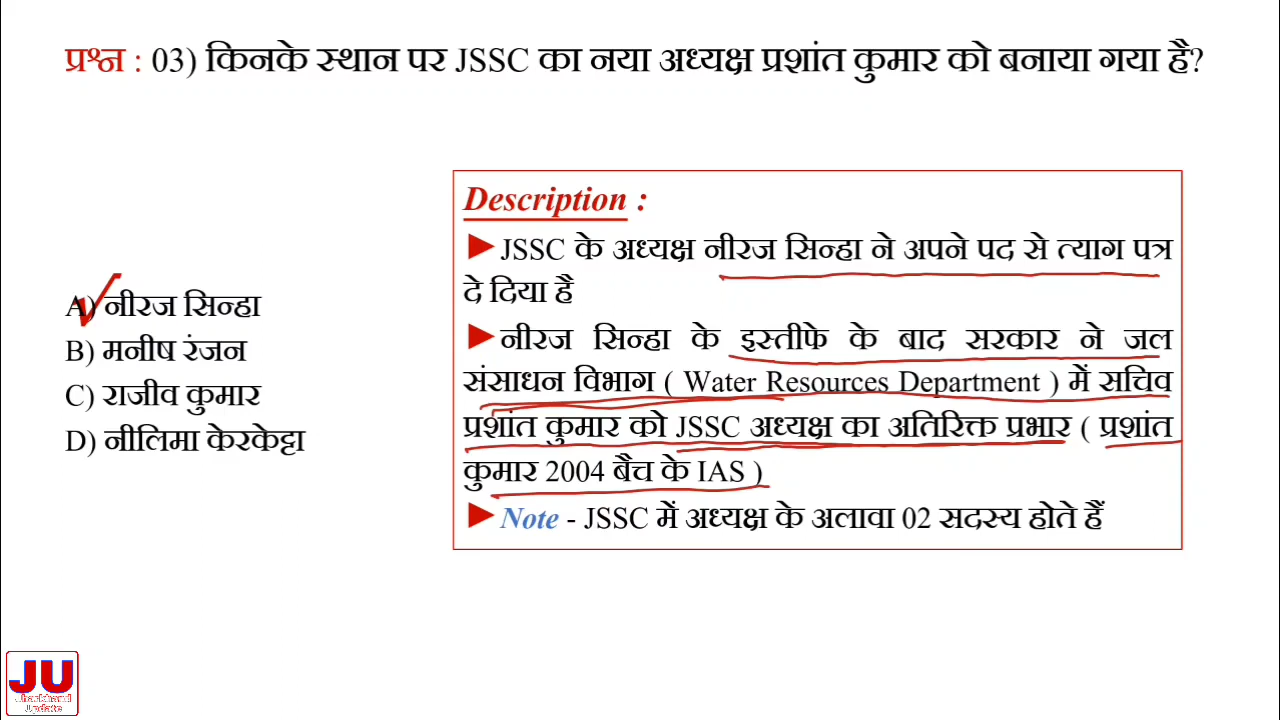 प्रश्न : 03) किनके स्थान पर JSSC का नया अध्यक्ष प्रशांत कुमार को बनाया गया है?
A) नीरज सिन्हा
B) मनीष रंजन
C) राजीव कुमार
D) नीलिमा केरकेट्टा
Description :
►JSSC के अध्यक्ष नीरज सिन्हा ने अपने पद से त्याग पत्र
दे दिया है
►नीरज सिन्हा के इस्तीफे के बाद सरकार ने जल
संसाधन विभाग ( Water Resources Department ) में सचिव
प्रशांत कुमार को JSSC अध्यक्ष का अतिरिक्त प्रभार ( प्रशांत
कुमार 2004 बैच के IAS )
►Note - JSSC में अध्यक्ष के अलावा 02 सदस्य होते हैं
JU
Jharkhand
Update